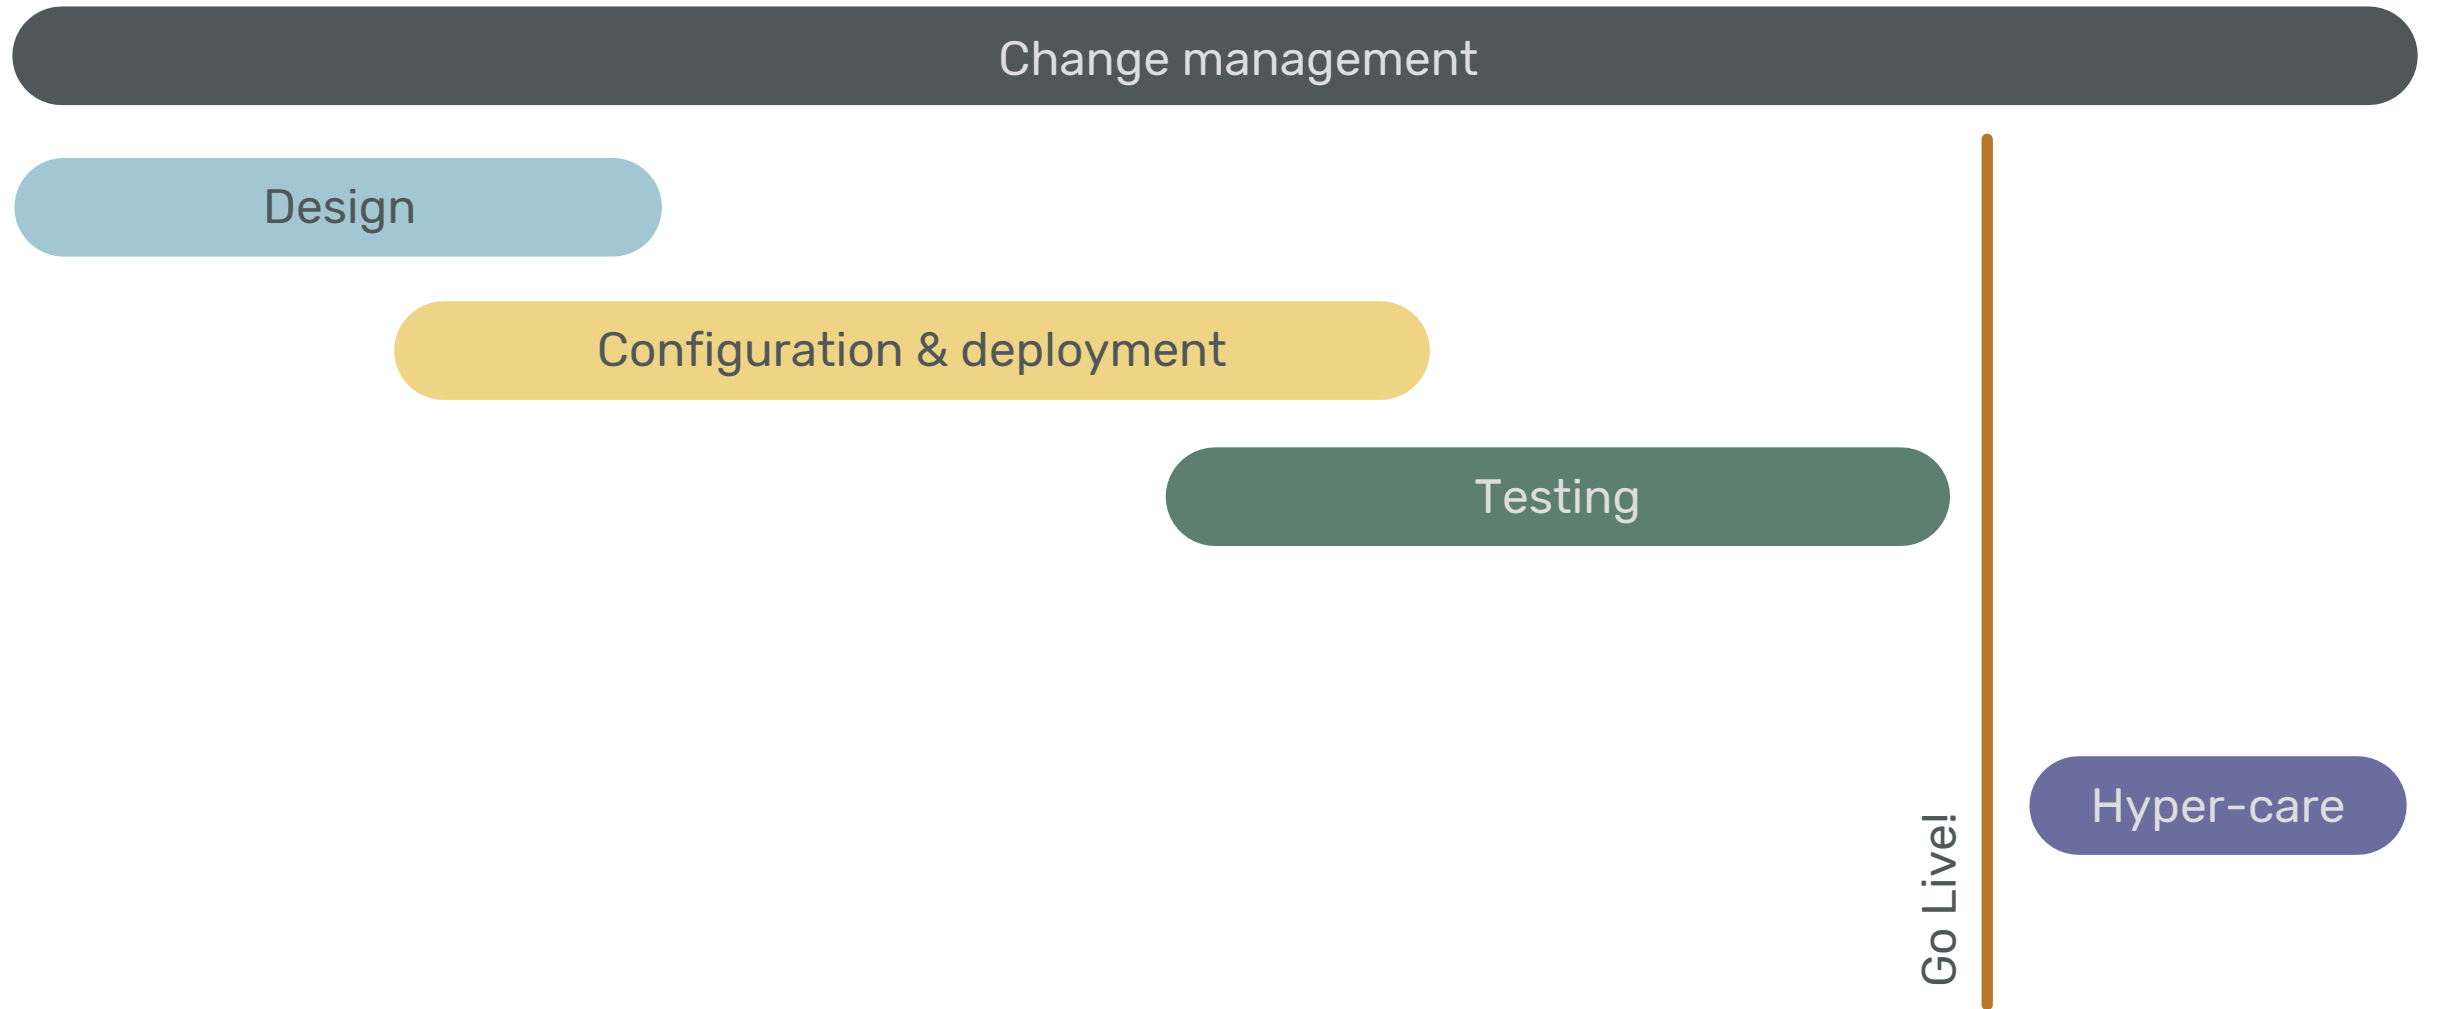 Change management
Design
Configuration & deployment
Testing
Hyper-care
Go Live!